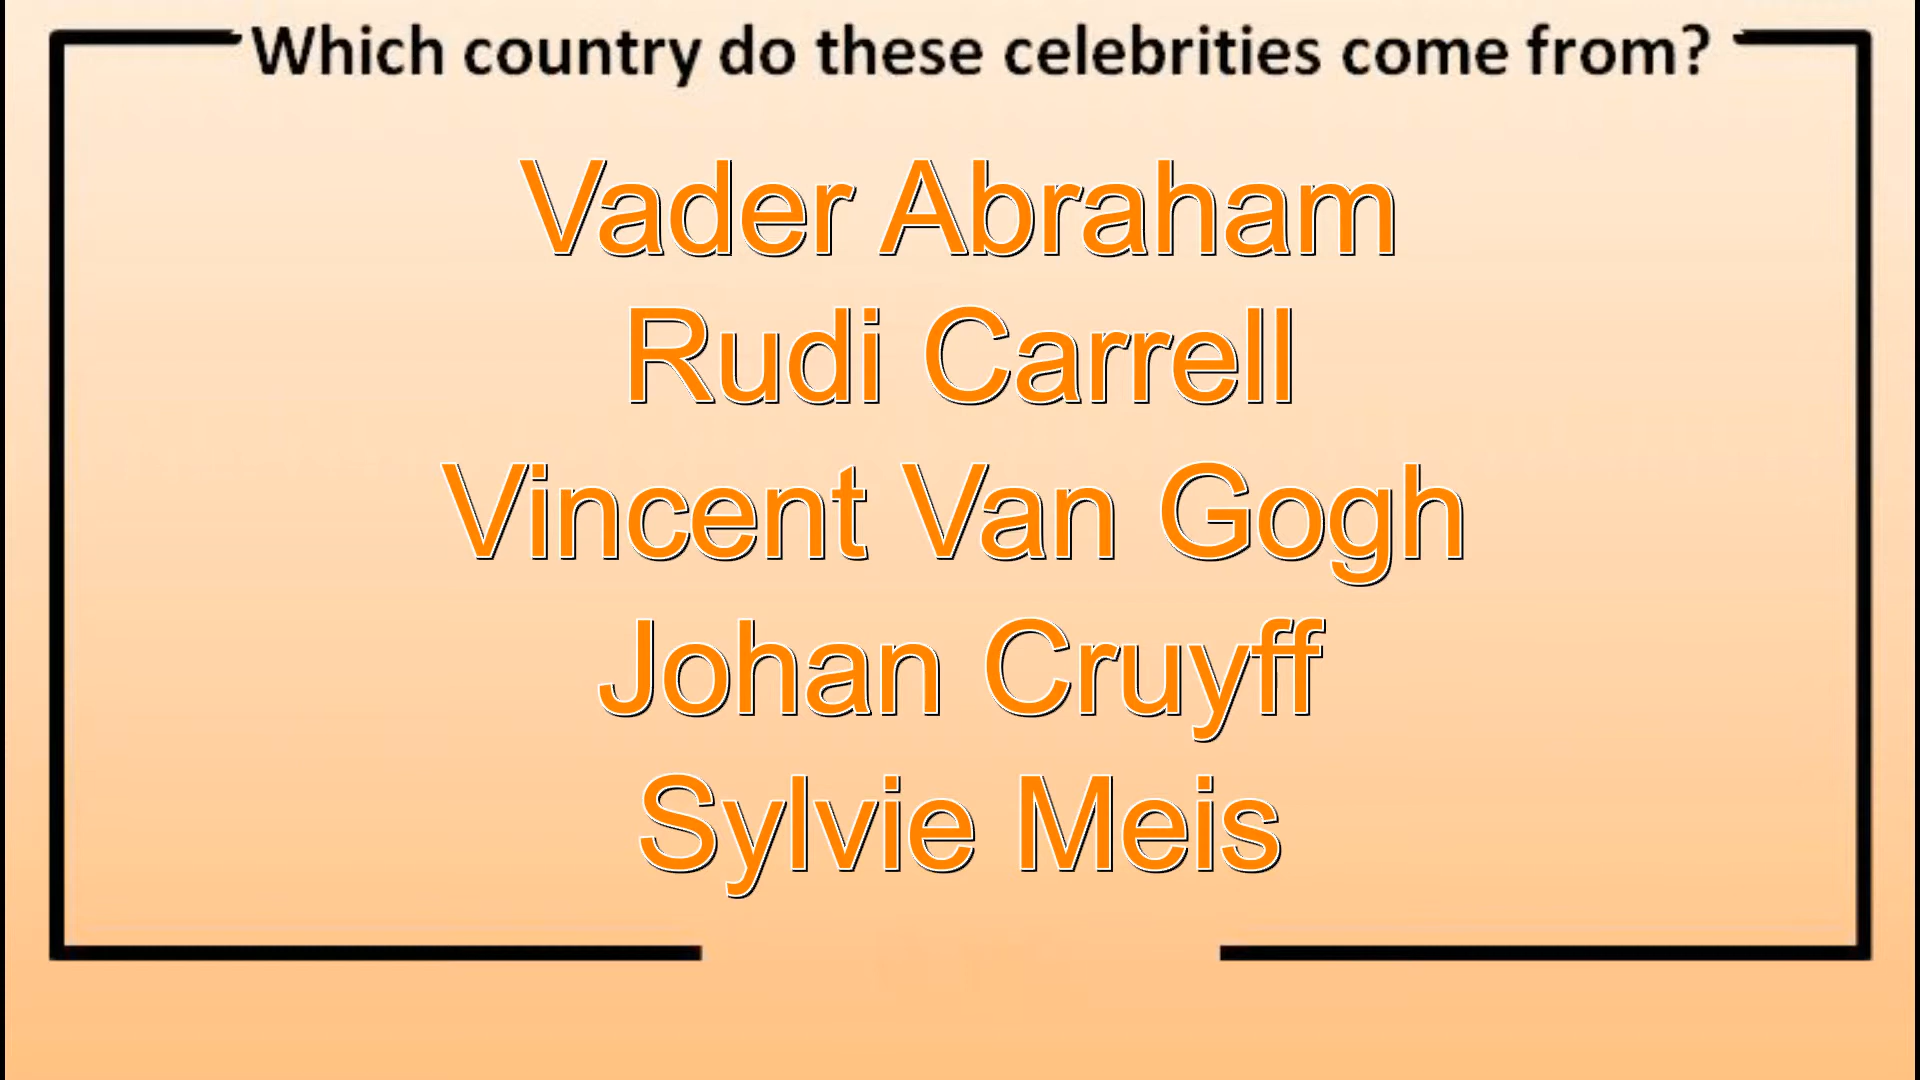 Which country do these celebrities come from?
Vader Abraham
Rudi Carrell
Vincent Van Gogh
Johan Cruyff
Sylvie Meis